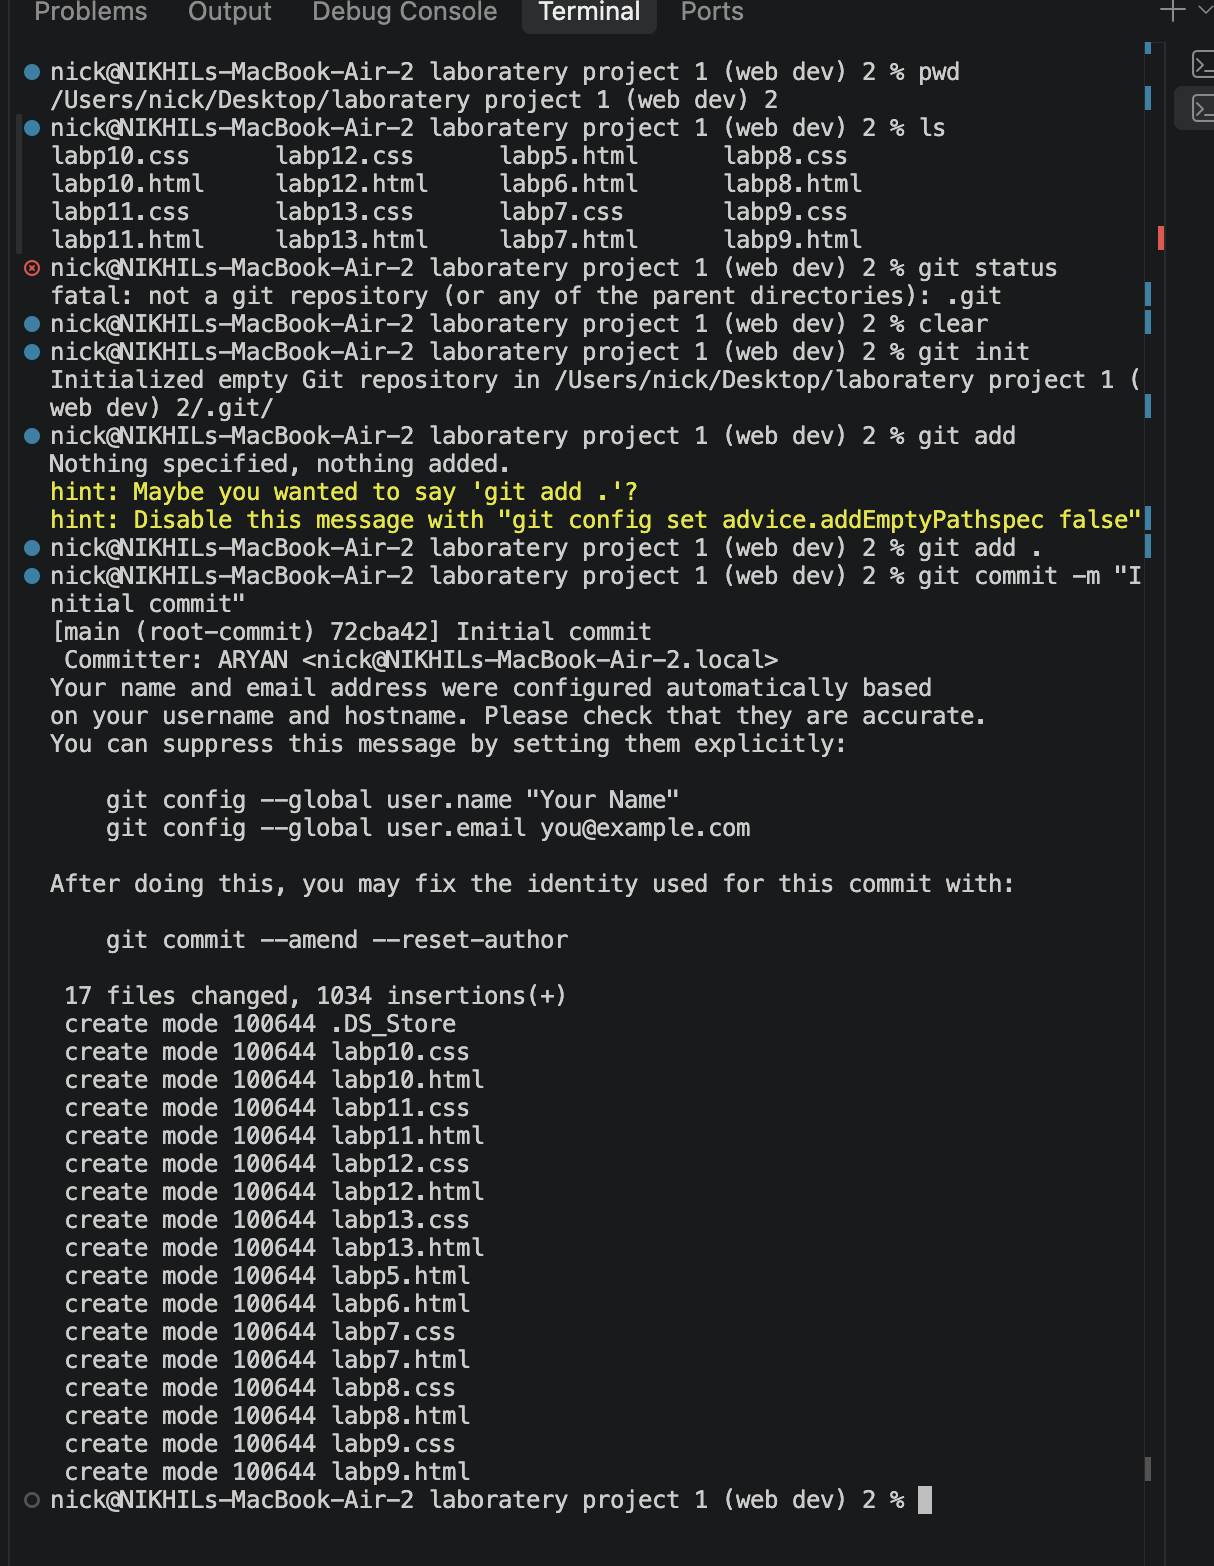 Problems Output Debug Console Terminal Ports
nick@NIKHILs-MacBook-Air-2 laboratery project 1 (web dev) 2 % pwd
/Users/nick/Desktop/laboratery project 1 (web dev) 2
nick@NIKHILs-MacBook-Air-2 laboratery project 1 (web dev) 2 % ls
labp10.css labp12.css labp5.html labp8.css
labp10.html labp12.html labp6.html labp8.html
labp11.css labp13.css labp7.css labp9.css
labp11.html labp13.html labp7.html labp9.html
nick@NIKHILs-MacBook-Air-2 laboratery project 1 (web dev) 2 % git status
fatal: not a git repository (or any of the parent directories): .git
nick@NIKHILs-MacBook-Air-2 laboratery project 1 (web dev) 2 % clear
nick@NIKHILs-MacBook-Air-2 laboratery project 1 (web dev) 2 % git init
Initialized empty Git repository in /Users/nick/Desktop/laboratery project 1 (
web dev) 2/.git/
nick@NIKHILs-MacBook-Air-2 laboratery project 1 (web dev) 2 % git add
Nothing specified, nothing added.
hint: Maybe you wanted to say 'git add .'?
hint: Disable this message with "git config set advice.addEmptyPathspec false"
nick@NIKHILs-MacBook-Air-2 laboratery project 1 (web dev) 2 % git add .
nick@NIKHILs-MacBook-Air-2 laboratery project 1 (web dev) 2 % git commit -m "I
nitial commit"
[main (root-commit) 72cba42] Initial commit
Committer: ARYAN <nick@NIKHILs-MacBook-Air-2.local>
Your name and email address were configured automatically based
on your username and hostname. Please check that they are accurate.
You can suppress this message by setting them explicitly:
git config --global user.name "Your Name"
git config --global user.email you@example.com
After doing this, you may fix the identity used for this commit with:
git commit --amend --reset-author
17 files changed, 1034 insertions(+)
create mode 100644 .DS_Store
create mode 100644 labp10.css
create mode 100644 labp10.html
create mode 100644 labp11.css
create mode 100644 labp11.html
create mode 100644 labp12.css
create mode 100644 labp12.html
create mode 100644 labp13.css
create mode 100644 labp13.html
create mode 100644 labp5.html
create mode 100644 labp6.html
create mode 100644 labp7.css
create mode 100644 labp7.html
create mode 100644 labp8.css
create mode 100644 labp8.html
create mode 100644 labp9.css
create mode 100644 labp9.html
nick@NIKHILs-MacBook-Air-2 laboratery project 1 (web dev) 2 %